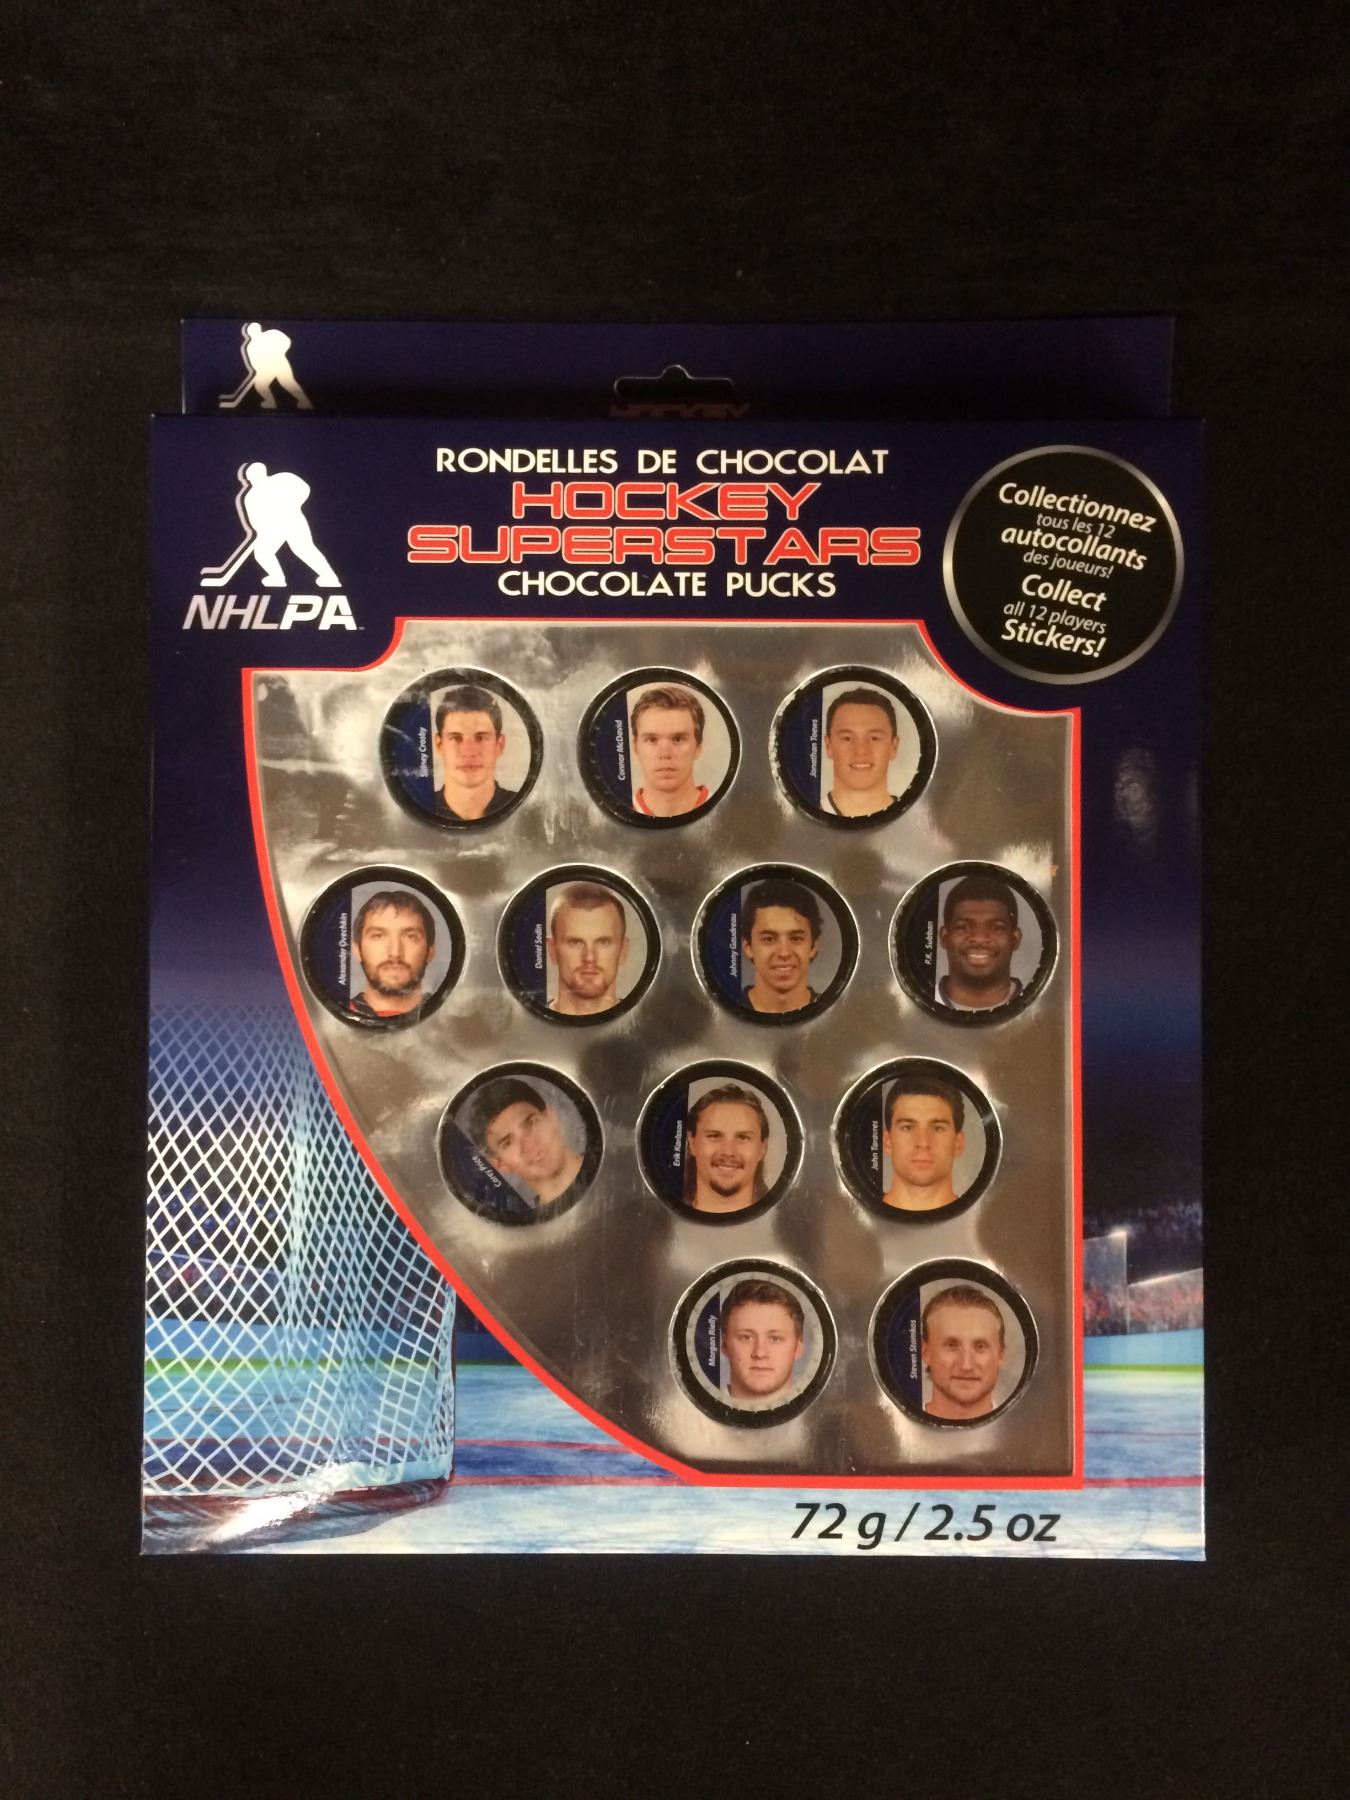 HOCKEY
RONDELLES DE CHOCOLAT
HOCKEY
SUPERSTARS
CHOCOLATE PUCKS
NHLPA
Collectionnez
tous les 12
autocollants
des joueurs!
Collect
all 12 players
Stickers!
Sidney Crosby
Connor McDavid
Jonathan Toews
Alexander Ovechkin
Daniel Sedin
Johnny Gaudreau
P.K. Subban
Carey Price
Erik Karlsson
John Tavares
Morgan Rielly
Steven Stamkos
72 g / 2.5 oz